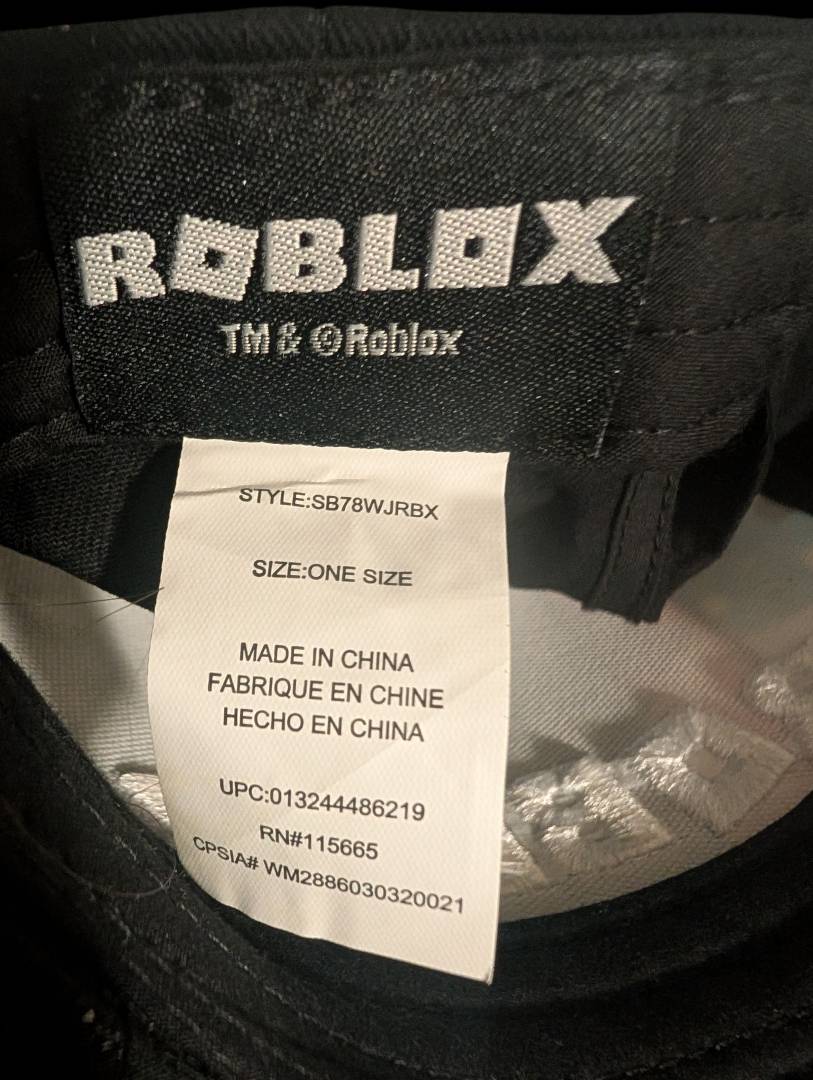 ROBLOX
TM & ©Roblox
STYLE:SB78WJRBX
SIZE:ONE SIZE
MADE IN CHINA
FABRIQUE EN CHINE
HECHO EN CHINA
UPC:013244486219
RN#115665
CPSIA# WM2886030320021